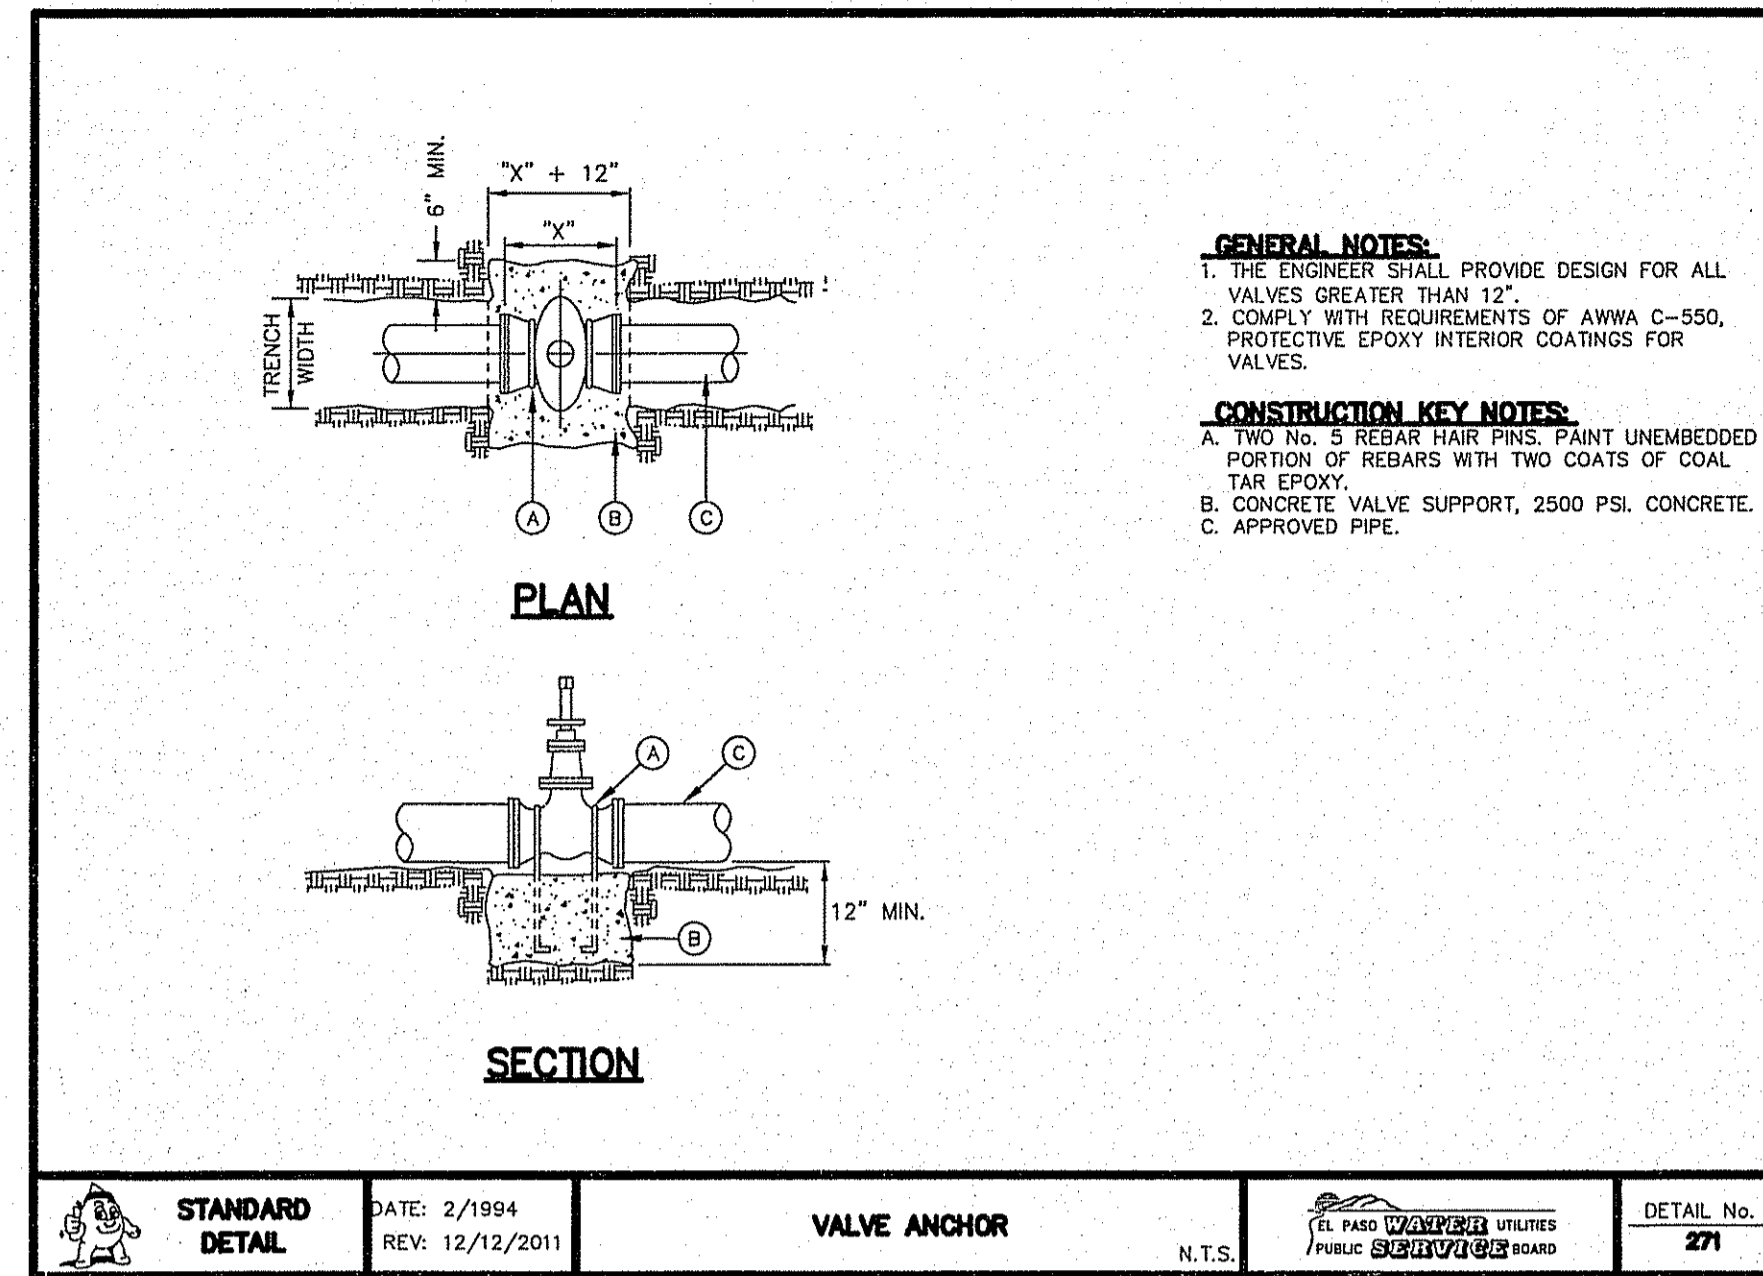 6" MIN.
"X" + 12"
"X"
TRENCH
WIDTH
A
B
C
PLAN
A
C
B
12" MIN.
SECTION
GENERAL NOTES:
1. THE ENGINEER SHALL PROVIDE DESIGN FOR ALL
VALVES GREATER THAN 12".
2. COMPLY WITH REQUIREMENTS OF AWWA C-550,
PROTECTIVE EPOXY INTERIOR COATINGS FOR
VALVES.
CONSTRUCTION KEY NOTES:
A. TWO No. 5 REBAR HAIR PINS. PAINT UNEMBEDDED
PORTION OF REBARS WITH TWO COATS OF COAL
TAR EPOXY.
B. CONCRETE VALVE SUPPORT, 2500 PSI. CONCRETE.
C. APPROVED PIPE.
STANDARD
DETAIL
DATE: 2/1994
REV: 12/12/2011
VALVE ANCHOR
N.T.S.
EL PASO WATER UTILITIES
PUBLIC SERVICE BOARD
DETAIL No.
271